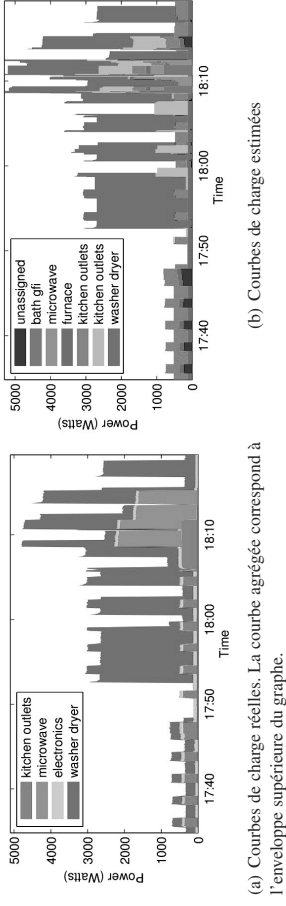 5000
4000
3000
2000
1000
0
Power (Watts)
kitchen outlets
microwave
electronics
washer dryer
17:40
17:50
18:00
18:10
Time
(a) Courbes de charge réelles. La courbe agrégée correspond à
l'enveloppe supérieure du graphe.
5000
4000
3000
2000
1000
0
Power (Watts)
unassigned
bath gfi
microwave
furnace
kitchen outlets
kitchen outlets
washer dryer
17:40
17:50
18:00
18:10
Time
(b) Courbes de charge estimées